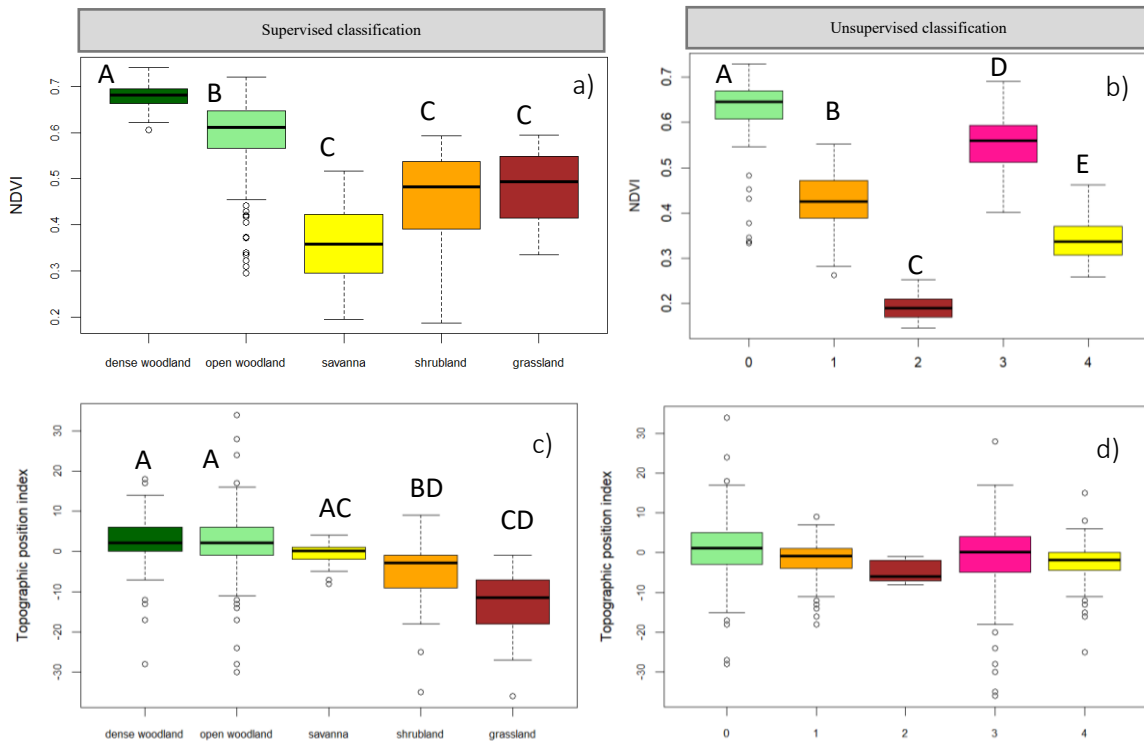 Supervised classification
Unsupervised classification
a)
A
B
C
C
C
NDVI
0.7
0.6
0.5
0.4
0.3
0.2
dense woodland open woodland savanna shrubland grassland
b)
A
B
C
D
E
NDVI
0.7
0.6
0.5
0.4
0.3
0.2
0 1 2 3 4
c)
A
A
AC
BD
CD
Topographic position index
30
20
10
0
-10
-20
-30
dense woodland open woodland savanna shrubland grassland
d)
Topographic position index
30
20
10
0
-10
-20
-30
0 1 2 3 4